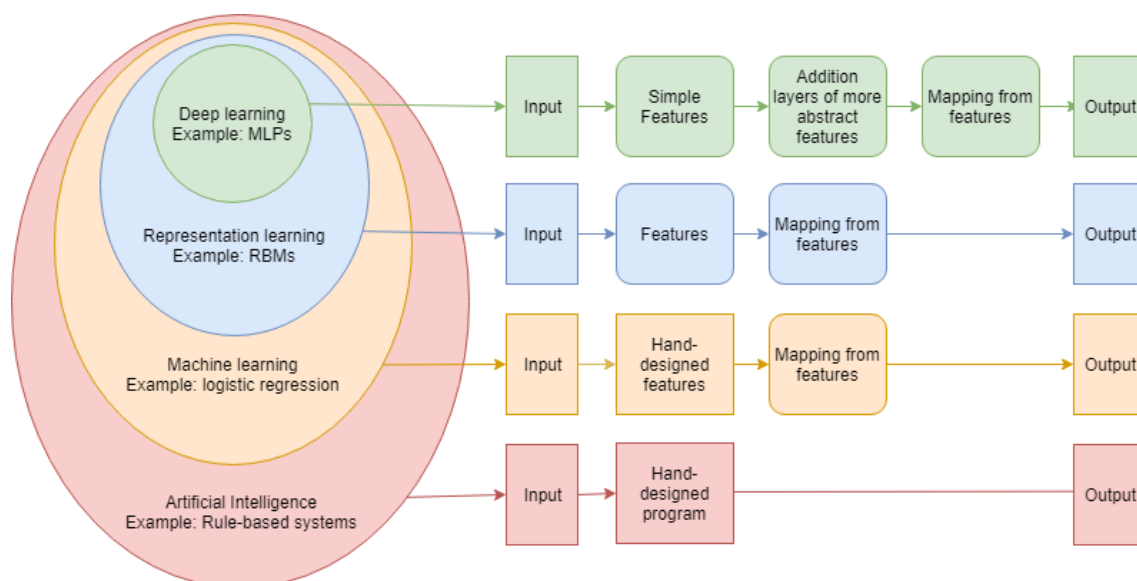 Deep learning
Example: MLPs
Input
Simple
Features
Addition
layers of more
abstract
features
Mapping from
features
Output
Representation learning
Example: RBMs
Input
Features
Mapping from
features
Output
Machine learning
Example: logistic regression
Input
Hand-
designed
features
Mapping from
features
Output
Artificial Intelligence
Example: Rule-based systems
Input
Hand-
designed
program
Output